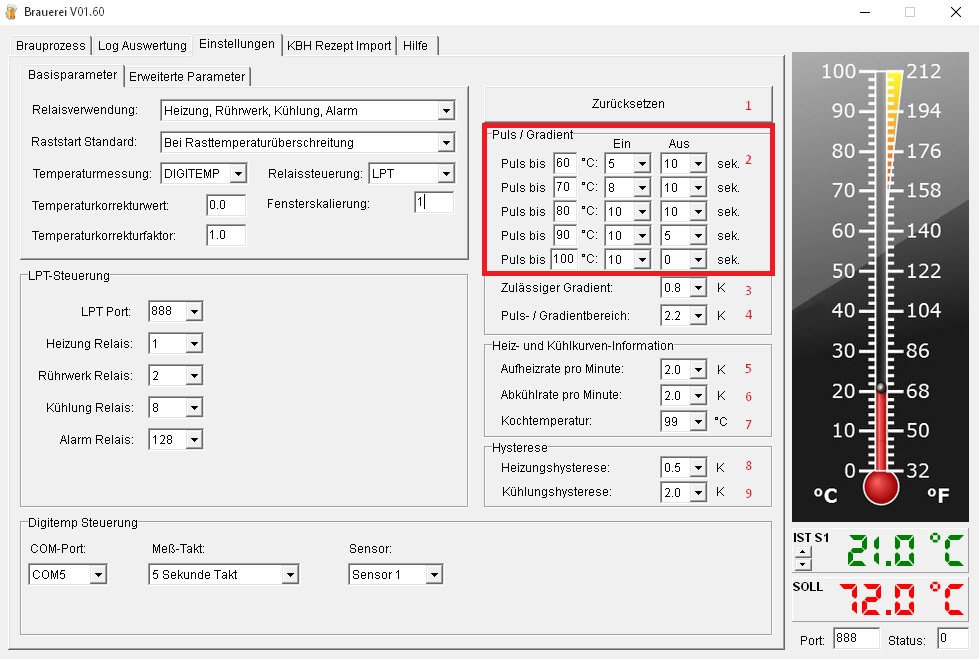 Brauerei V01.60
Brauprozess Log Auswertung Einstellungen KBH Rezept Import Hilfe
Basisparameter Erweiterte Parameter
Relaisverwendung: Heizung, Rührwerk, Kühlung, Alarm
Raststart Standard: Bei Rasttemperaturüberschreitung
Temperaturmessung: DIGITEMP Relaissteuerung: LPT
Temperaturkorrekturwert: 0.0 Fensterskalierung: 1
Temperaturkorrekturfaktor: 1.0
LPT-Steuerung
LPT Port: 888
Heizung Relais: 1
Rührwerk Relais: 2
Kühlung Relais: 8
Alarm Relais: 128
Zurücksetzen 1
Puls / Gradient
Ein Aus
Puls bis 60 °C: 5 10 sek. 2
Puls bis 70 °C: 8 10 sek.
Puls bis 80 °C: 10 10 sek.
Puls bis 90 °C: 10 5 sek.
Puls bis 100 °C: 10 0 sek.
Zulässiger Gradient: 0.8 K 3
Puls- / Gradientbereich: 2.2 K 4
Heiz- und Kühlkurven-Information
Aufheizrate pro Minute: 2.0 K 5
Abkühlrate pro Minute: 2.0 K 6
Kochtemperatur: 99 °C 7
Hysterese
Heizungshysterese: 0.5 K 8
Kühlungshysterese: 2.0 K 9
Digitemp Steuerung
COM-Port: Meß-Takt: Sensor:
COM5 5 Sekunde Takt Sensor 1
100 212
90 194
80 176
70 158
60 140
50 122
40 104
30 86
20 68
10 50
0 32
°C °F
IST S1 21.0 °C
SOLL 72.0 °C
Port: 888 Status: 0